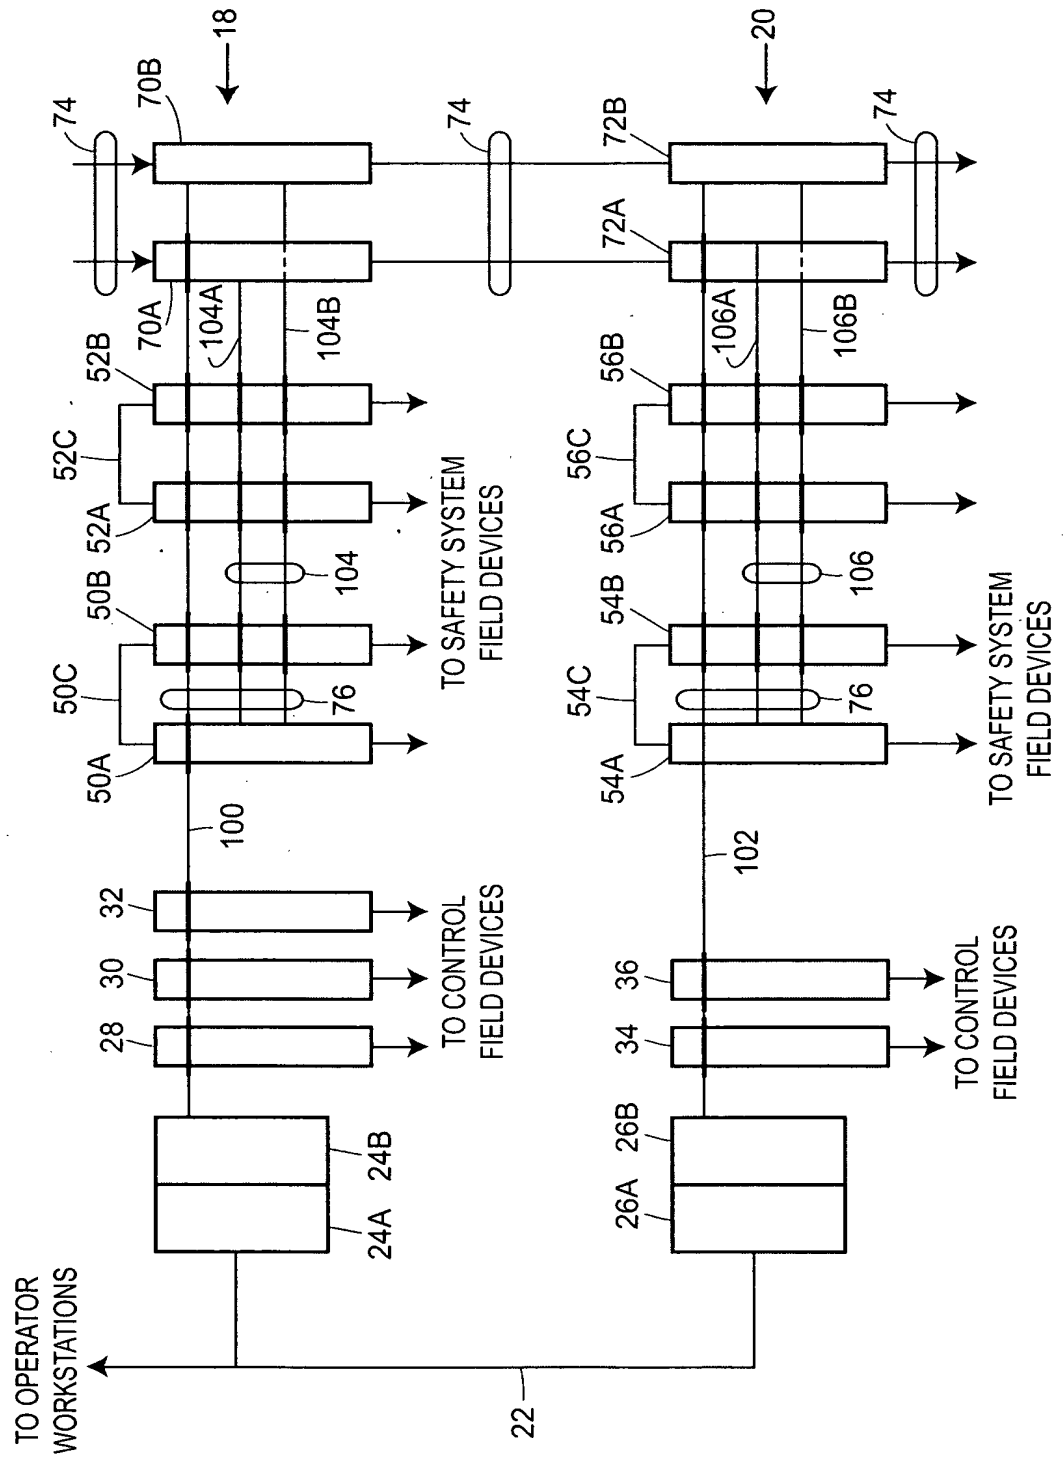 TO OPERATOR
WORKSTATIONS
50C
52C
74
28
30
32
50A
50B
52A
52B
70A
70B
100
104A
18
24A
24B
76
104
104B
TO CONTROL
FIELD DEVICES
TO SAFETY SYSTEM
FIELD DEVICES
74
22
54C
56C
26A
26B
34
36
54A
54B
56A
56B
72A
72B
102
106A
20
76
106
106B
74
TO CONTROL
FIELD DEVICES
TO SAFETY SYSTEM
FIELD DEVICES